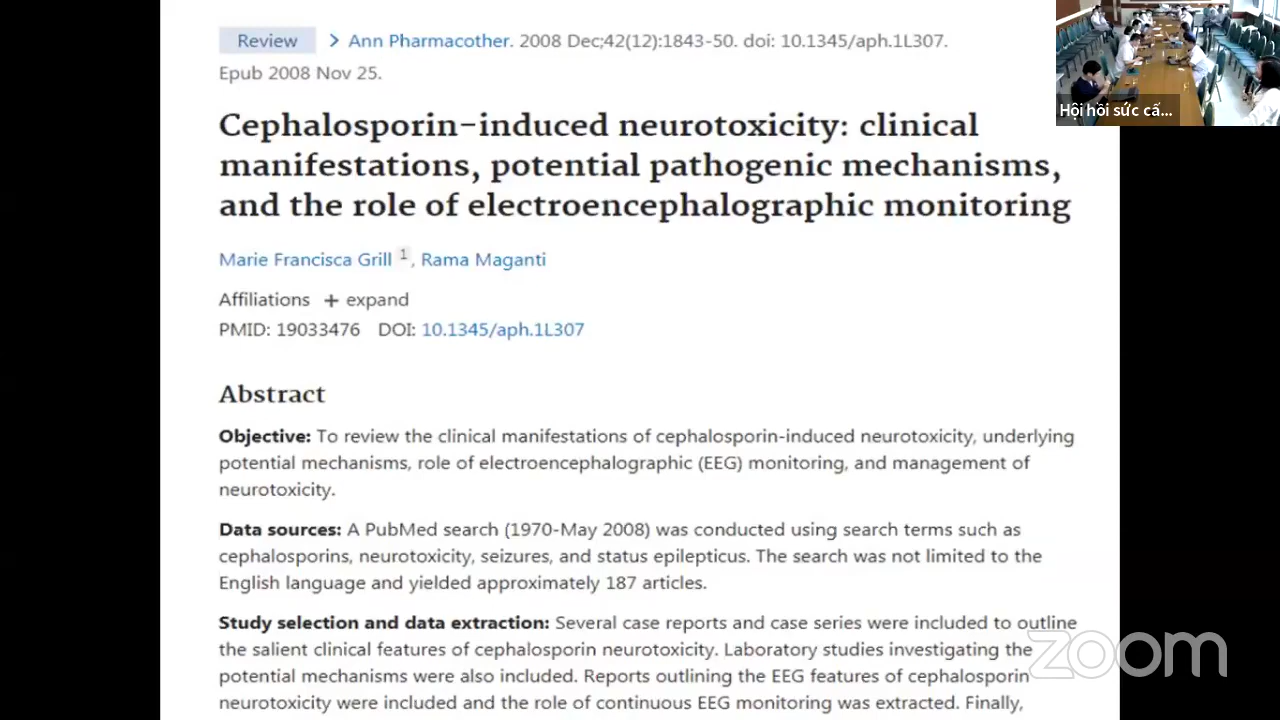 Review > Ann Pharmacother. 2008 Dec;42(12):1843-50. doi: 10.1345/aph.1L307.
Epub 2008 Nov 25.
Cephalosporin-induced neurotoxicity: clinical
manifestations, potential pathogenic mechanisms,
and the role of electroencephalographic monitoring
Marie Francisca Grill 1, Rama Maganti
Affiliations + expand
PMID: 19033476 DOI: 10.1345/aph.1L307
Abstract
Objective: To review the clinical manifestations of cephalosporin-induced neurotoxicity, underlying
potential mechanisms, role of electroencephalographic (EEG) monitoring, and management of
neurotoxicity.
Data sources: A PubMed search (1970-May 2008) was conducted using search terms such as
cephalosporins, neurotoxicity, seizures, and status epilepticus. The search was not limited to the
English language and yielded approximately 187 articles.
Study selection and data extraction: Several case reports and case series were included to outline
the salient clinical features of cephalosporin neurotoxicity. Laboratory studies investigating the
potential mechanisms were also included. Reports outlining the EEG features of cephalosporin
neurotoxicity were included and the role of continuous EEG monitoring was extracted. Finally,
Hội hồi sức cấ...
zoom